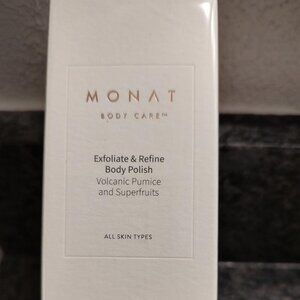 MONAT
BODY CARE™
Exfoliate & Refine
Body Polish
Volcanic Pumice
and Superfruits
ALL SKIN TYPES